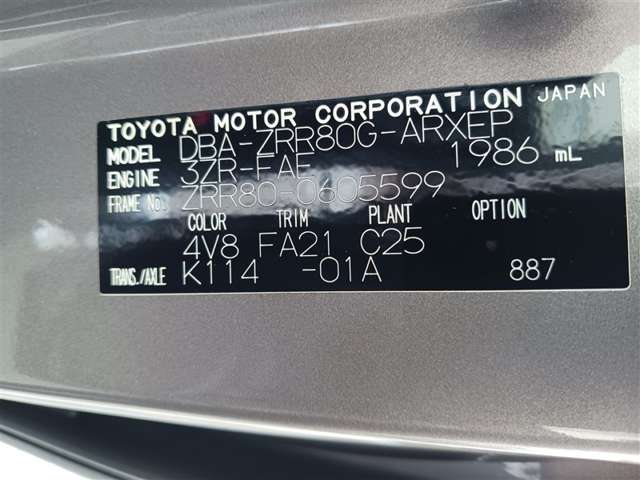 TOYOTA MOTOR CORPORATION JAPAN
MODEL DBA-ZRR80G-ARXEP
ENGINE 3ZR-FAE 1986 mL
FRAME No. ZRR80-0605599
COLOR TRIM PLANT OPTION
4V8 FA21 C25
TRANS./AXLE K114 -01A 887